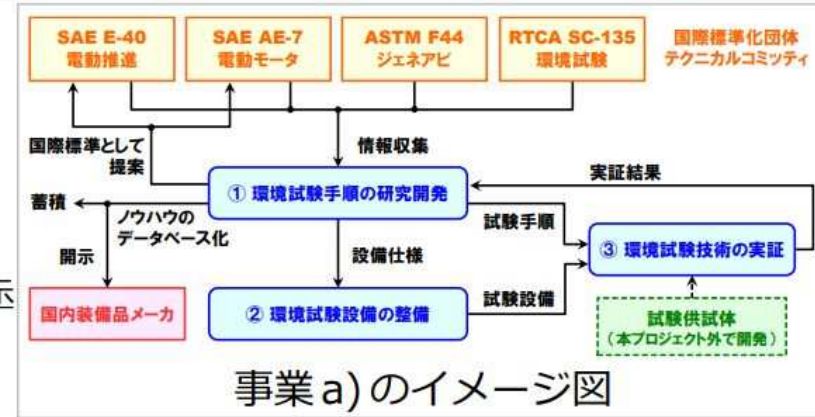 SAE E-40
電動推進
SAE AE-7
電動モータ
ASTM F44
ジェネアビ
RTCA SC-135
環境試験
国際標準化団体
テクニカルコミッティ
国際標準として
提案
情報収集
実証結果
① 環境試験手順の研究開発
蓄積
ノウハウの
データベース化
試験手順
③ 環境試験技術の実証
開示
設備仕様
示
国内装備品メーカ
② 環境試験設備の整備
試験設備
試験供試体
(本プロジェクト外で開発)
事業a)のイメージ図